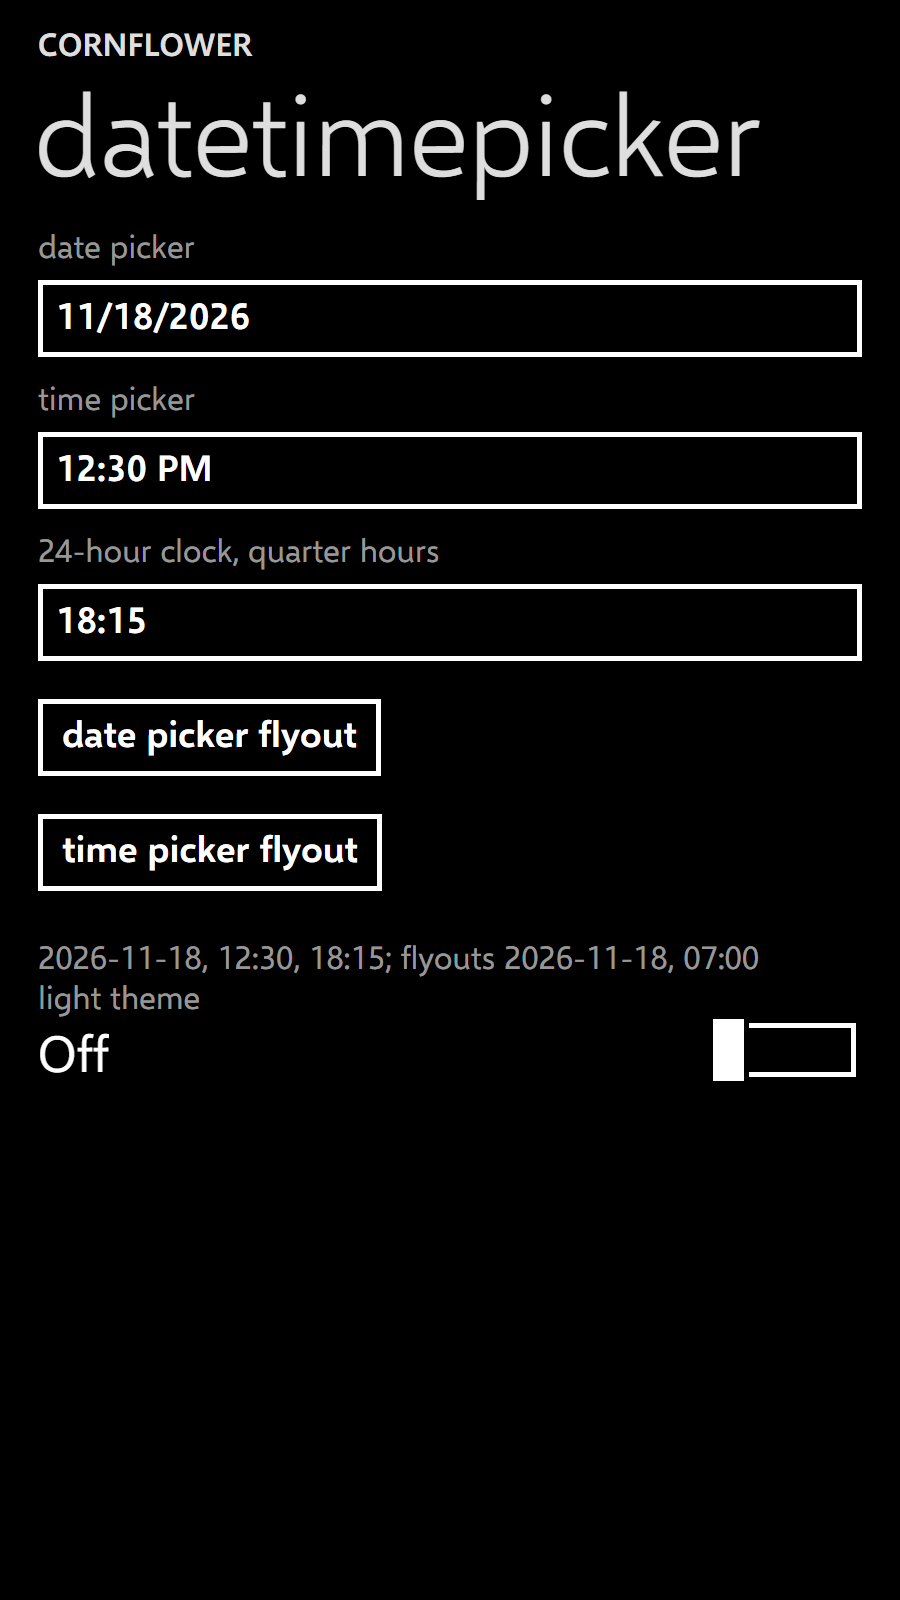 CORNFLOWER
datetimepicker
date picker
11/18/2026
time picker
12:30 PM
24-hour clock, quarter hours
18:15
date picker flyout
time picker flyout
2026-11-18, 12:30, 18:15; flyouts 2026-11-18, 07:00
light theme
Off